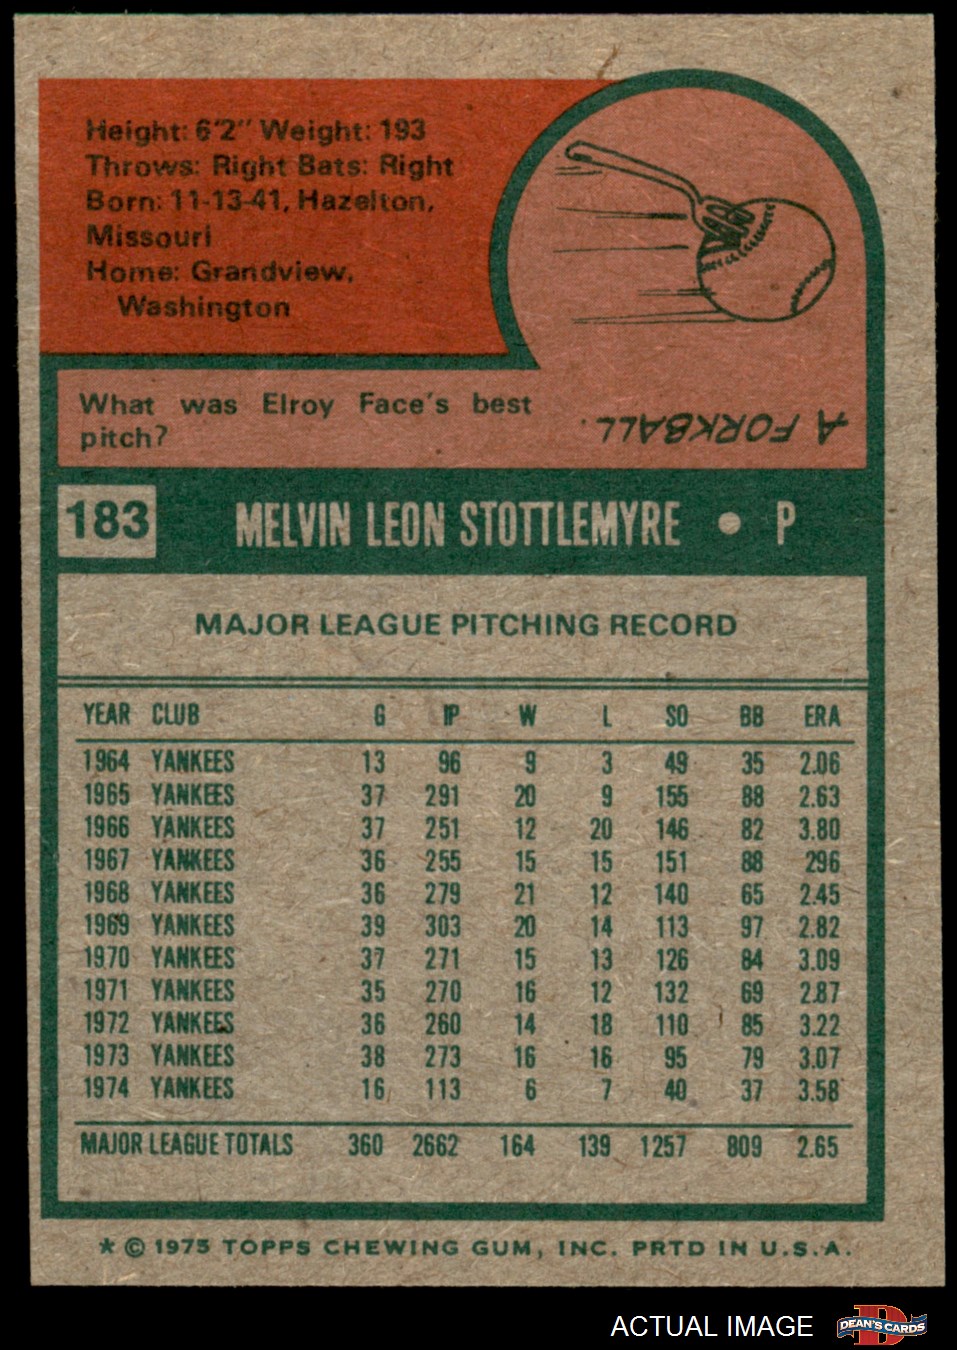 Height: 6'2" Weight: 193
Throws: Right Bats: Right
Born: 11-13-41, Hazelton,
Missouri
Home: Grandview,
Washington
What was Elroy Face's best
pitch?
A FORKBALL.
183 MELVIN LEON STOTTLEMYRE • P
MAJOR LEAGUE PITCHING RECORD
YEAR CLUB G IP W L SO BB ERA
1964 YANKEES 13 96 9 3 49 35 2.06
1965 YANKEES 37 291 20 9 155 88 2.63
1966 YANKEES 37 251 12 20 146 82 3.80
1967 YANKEES 36 255 15 15 151 88 296
1968 YANKEES 36 279 21 12 140 65 2.45
1969 YANKEES 39 303 20 14 113 97 2.82
1970 YANKEES 37 271 15 13 126 84 3.09
1971 YANKEES 35 270 16 12 132 69 2.87
1972 YANKEES 36 260 14 18 110 85 3.22
1973 YANKEES 38 273 16 16 95 79 3.07
1974 YANKEES 16 113 6 7 40 37 3.58
MAJOR LEAGUE TOTALS 360 2662 164 139 1257 809 2.65
* © 1975 TOPPS CHEWING GUM, INC. PRTD IN U.S.A.
ACTUAL IMAGE D DEAN'S CARDS